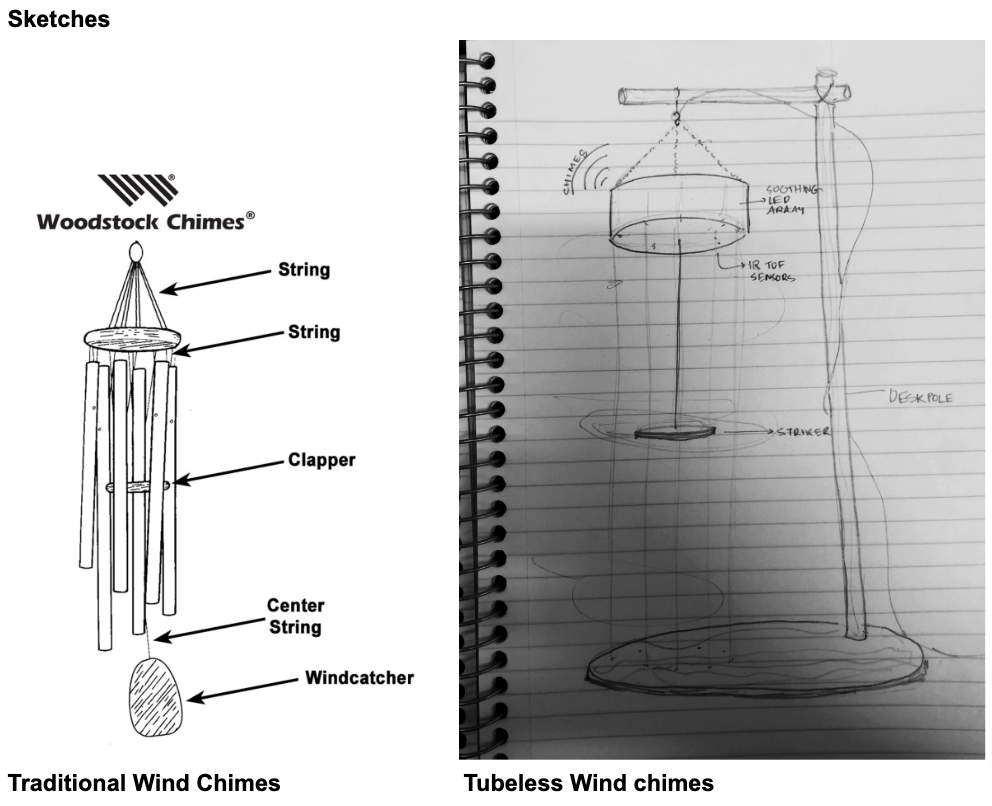 Sketches
Woodstock Chimes®
String
String
Clapper
Center
String
Windcatcher
Traditional Wind Chimes
CHIMES
SOOTHING
LED
ARRAY
IR TOF
SENSORS
DESKPOLE
STRIKER
Tubeless Wind chimes